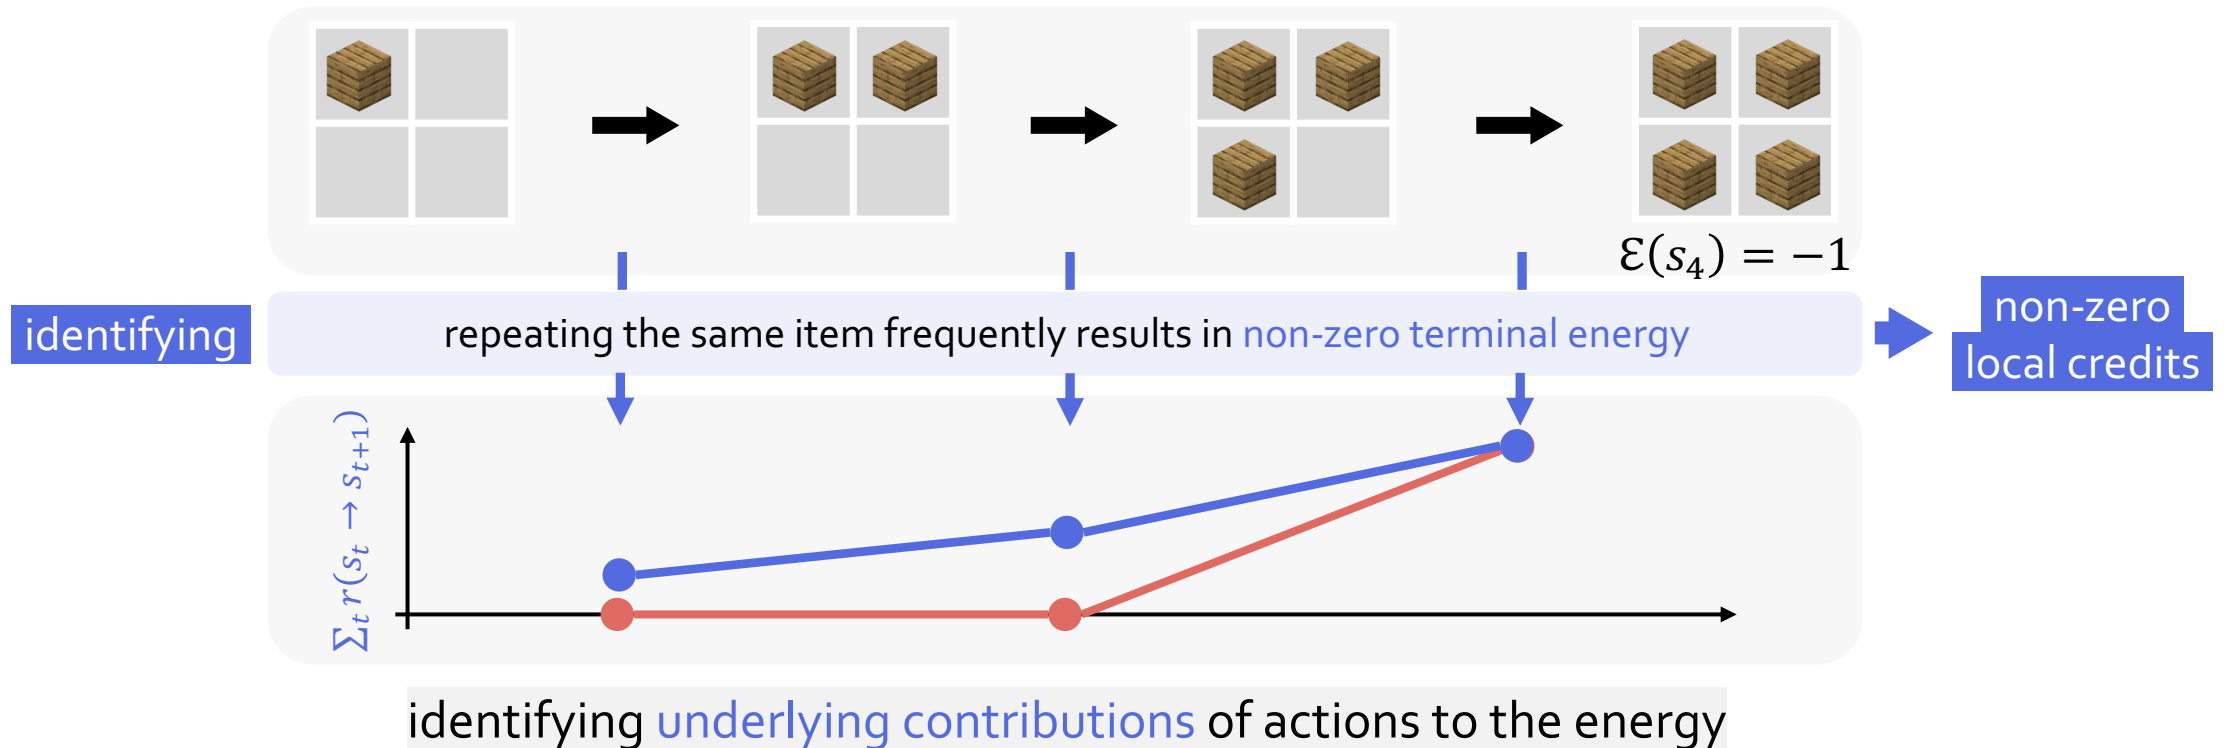 ℰ(s₄) = −1
identifying
repeating the same item frequently results in non-zero terminal energy
non-zero
local credits
∑ₜ r(sₜ → sₜ₊₁)
identifying underlying contributions of actions to the energy